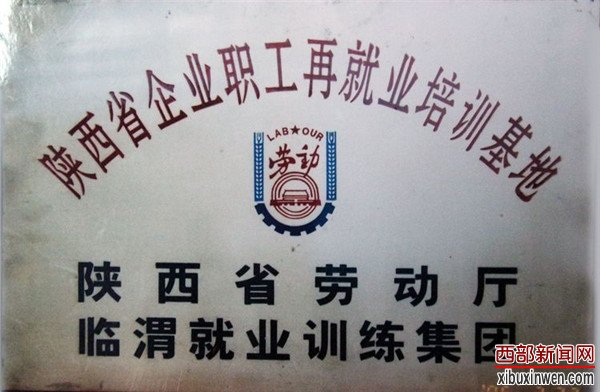 陕西省企业职工再就业培训基地
LAB★OUR
劳动
陕西省劳动厅
临渭就业训练集团
西部新闻网
xibuxinwen.com